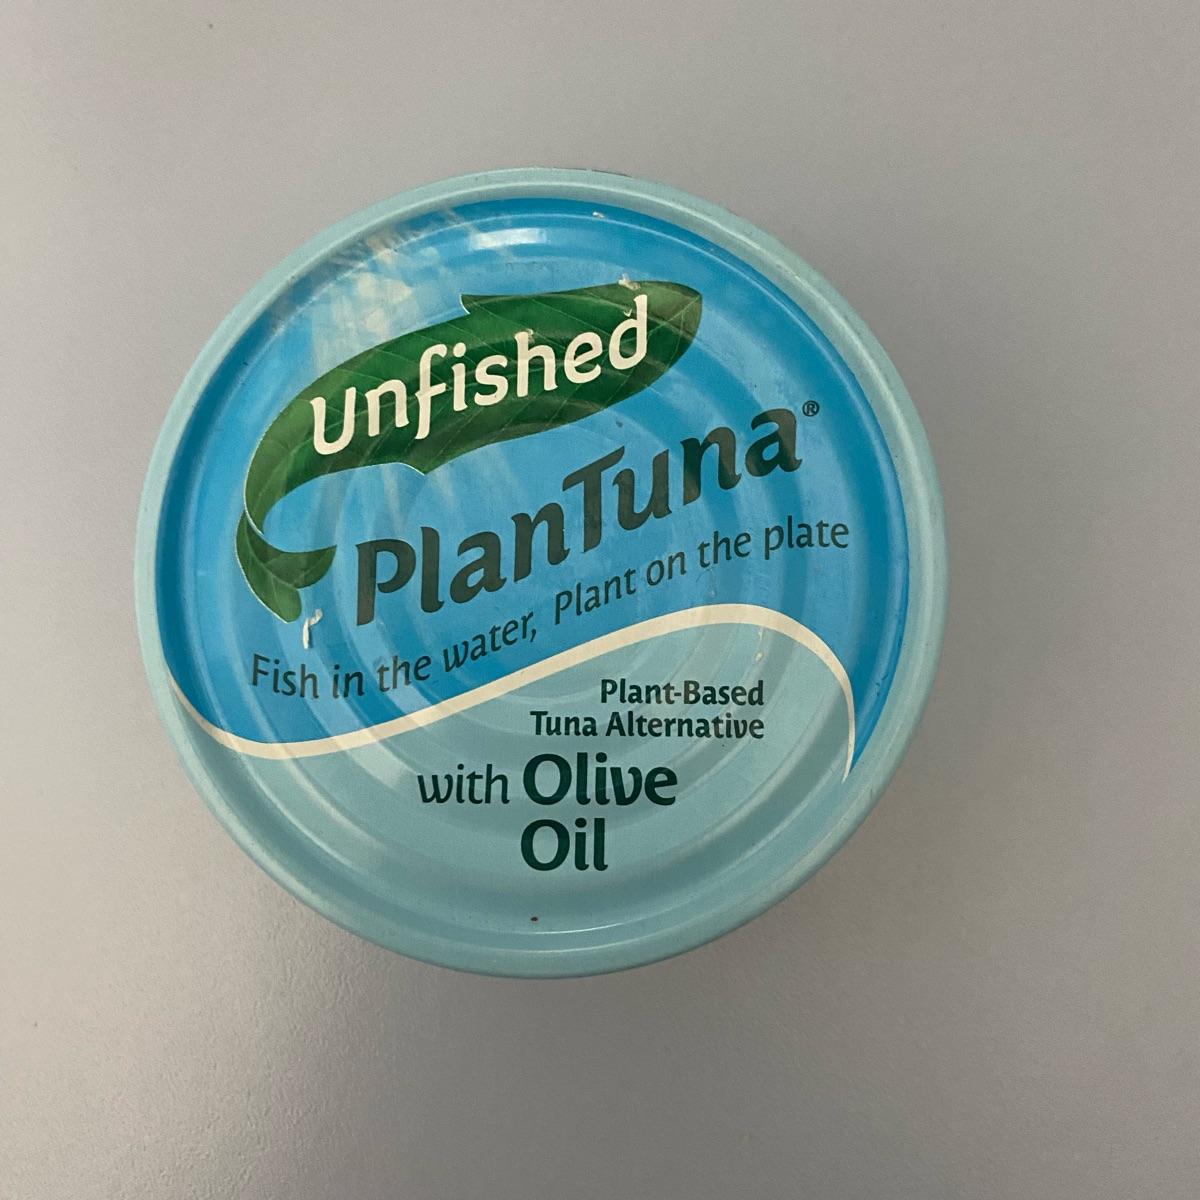 Unfished
PlanTuna®
Fish in the water, Plant on the plate
Plant-Based
Tuna Alternative
with Olive
Oil